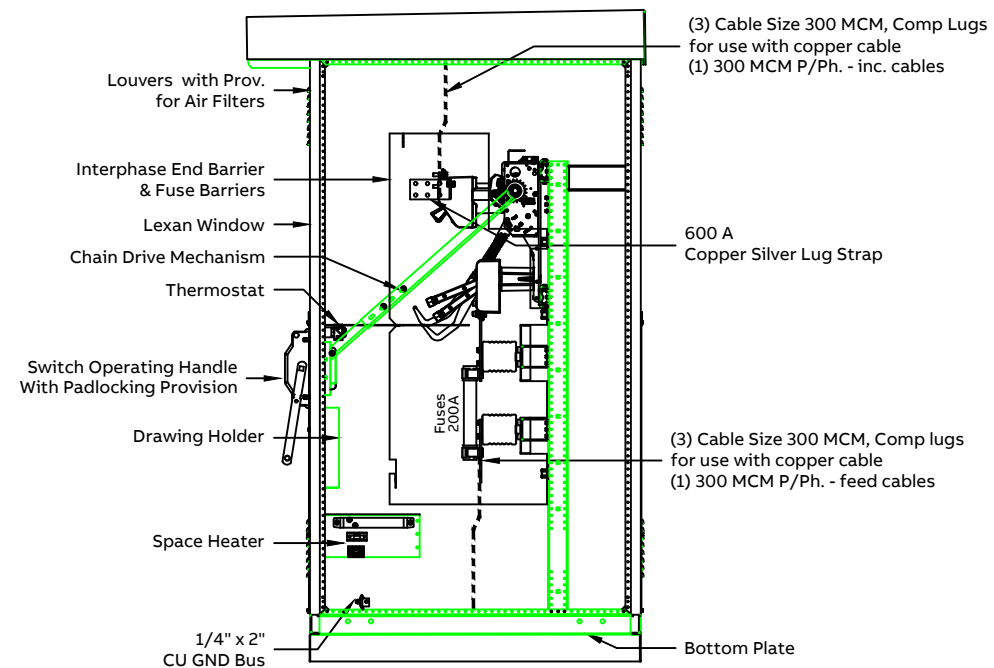 (3) Cable Size 300 MCM, Comp Lugs
for use with copper cable
(1) 300 MCM P/Ph. - inc. cables
Louvers with Prov.
for Air Filters
Interphase End Barrier
& Fuse Barriers
Lexan Window
Chain Drive Mechanism
Thermostat
Switch Operating Handle
With Padlocking Provision
Drawing Holder
Space Heater
1/4" x 2"
CU GND Bus
Fuses
200A
600 A
Copper Silver Lug Strap
(3) Cable Size 300 MCM, Comp lugs
for use with copper cable
(1) 300 MCM P/Ph. - feed cables
Bottom Plate